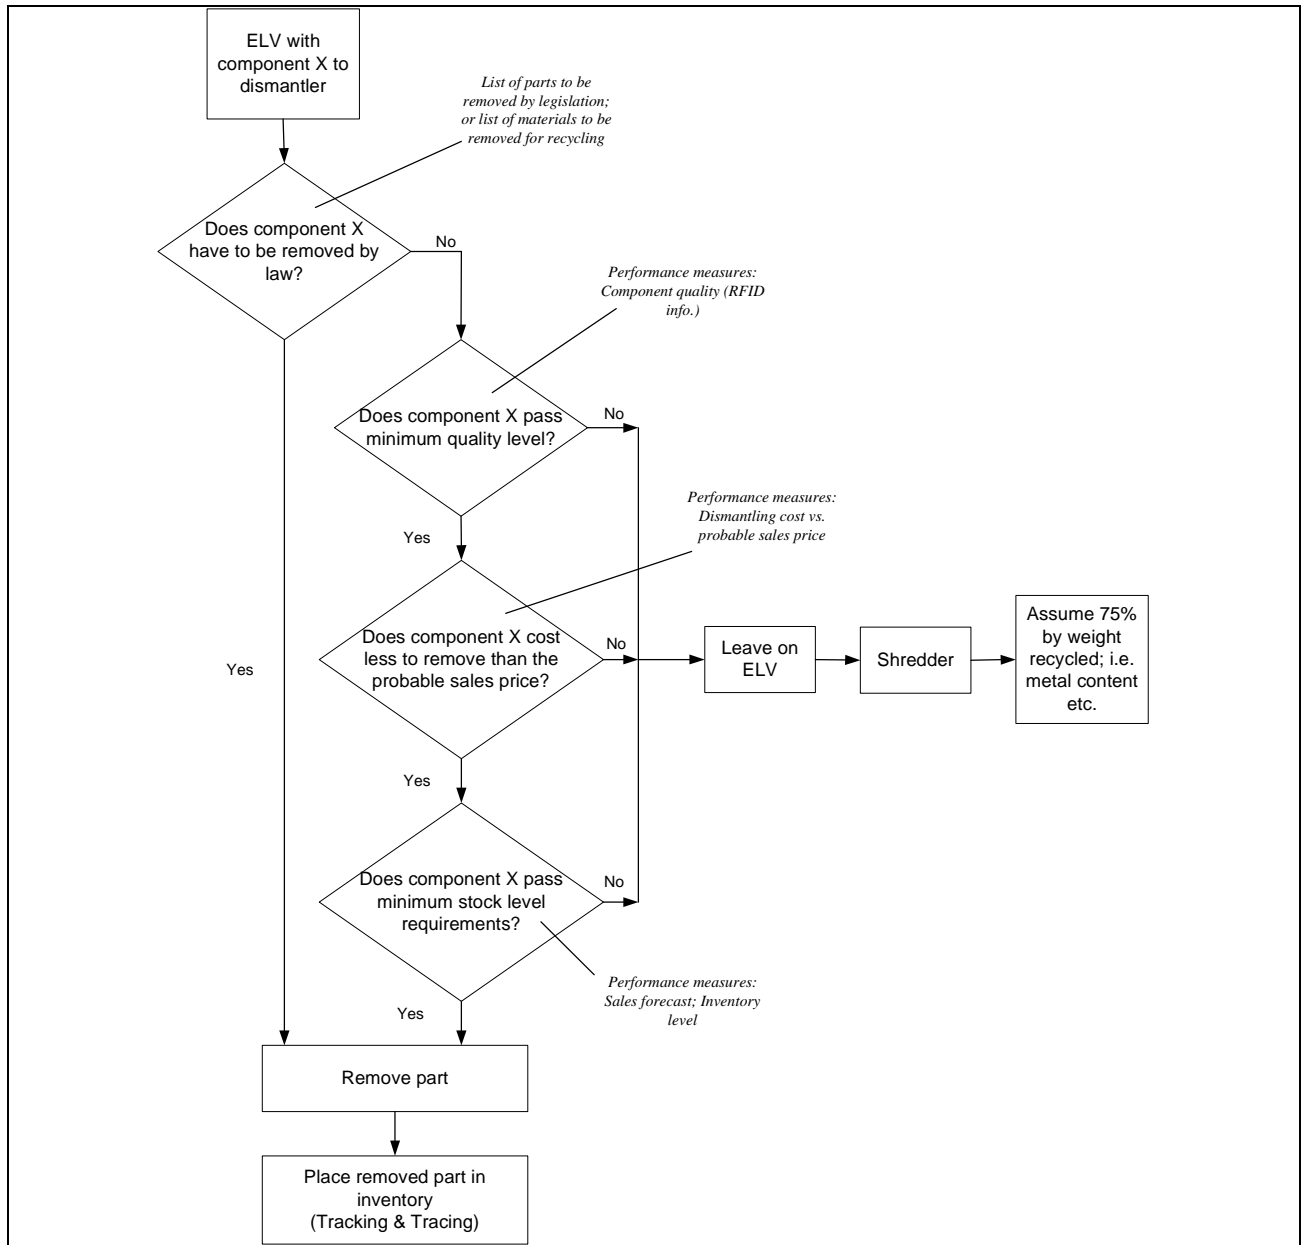 ELV with
component X to
dismantler
List of parts to be
removed by legislation;
or list of materials to be
removed for recycling
Does component X
have to be removed by
law?
No
Performance measures:
Component quality (RFID
info.)
Does component X pass
minimum quality level?
No
Performance measures:
Dismantling cost vs.
probable sales price
Yes
Does component X cost
less to remove than the
probable sales price?
No
Leave on
ELV
Shredder
Assume 75%
by weight
recycled; i.e.
metal content
etc.
Yes
Yes
Does component X pass
minimum stock level
requirements?
No
Performance measures:
Sales forecast; Inventory
level
Yes
Remove part
Place removed part in
inventory
(Tracking & Tracing)